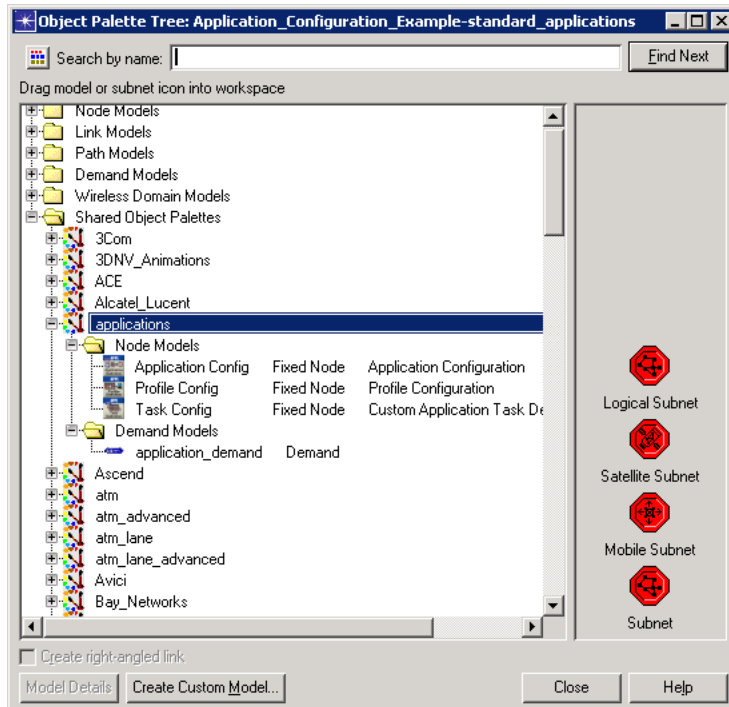 Object Palette Tree: Application_Configuration_Example-standard_applications
Search by name:
Find Next
Drag model or subnet icon into workspace
Node Models
Link Models
Path Models
Demand Models
Wireless Domain Models
Shared Object Palettes
3Com
3DNV_Animations
ACE
Alcatel_Lucent
applications
Node Models
Application Config Fixed Node Application Configuration
Profile Config Fixed Node Profile Configuration
Task Config Fixed Node Custom Application Task De
Demand Models
application_demand Demand
Ascend
atm
atm_advanced
atm_lane
atm_lane_advanced
Avici
Bay_Networks
Logical Subnet
Satellite Subnet
Mobile Subnet
Subnet
Create right-angled link
Model Details
Create Custom Model...
Close
Help